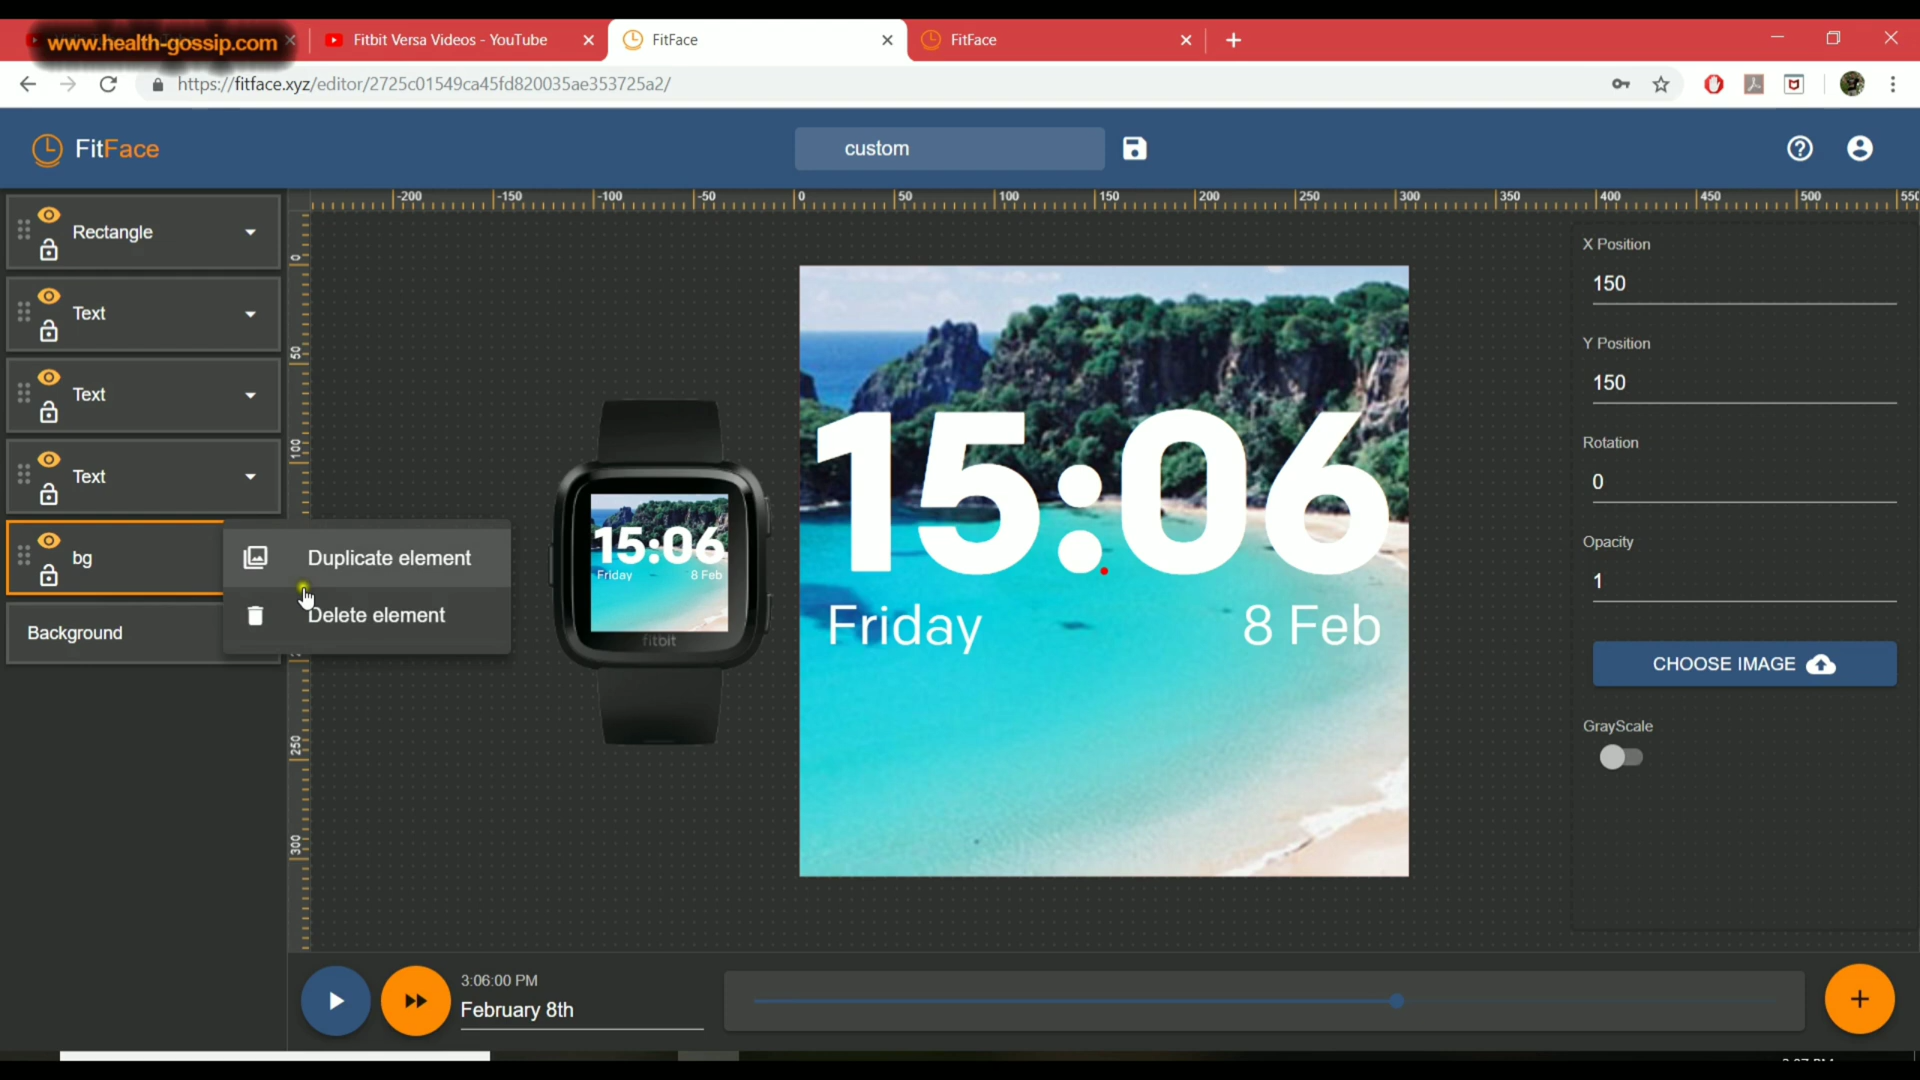 www.health-gossip.com
Fitbit Versa Videos - YouTube
FitFace
FitFace
https://fitface.xyz/editor/2725c01549ca45fd820035ae353725a2/
FitFace
custom
-200 -150 -100 -50 0 50 100 150 200 250 300 350 400 450 500 550
Rectangle
Text
Text
Text
bg
Background
Duplicate element
Delete element
0
50
100
250
300
15:06
Friday 8 Feb
fitbit
15:06
Friday 8 Feb
X Position
150
Y Position
150
Rotation
0
Opacity
1
CHOOSE IMAGE
GrayScale
3:06:00 PM
February 8th